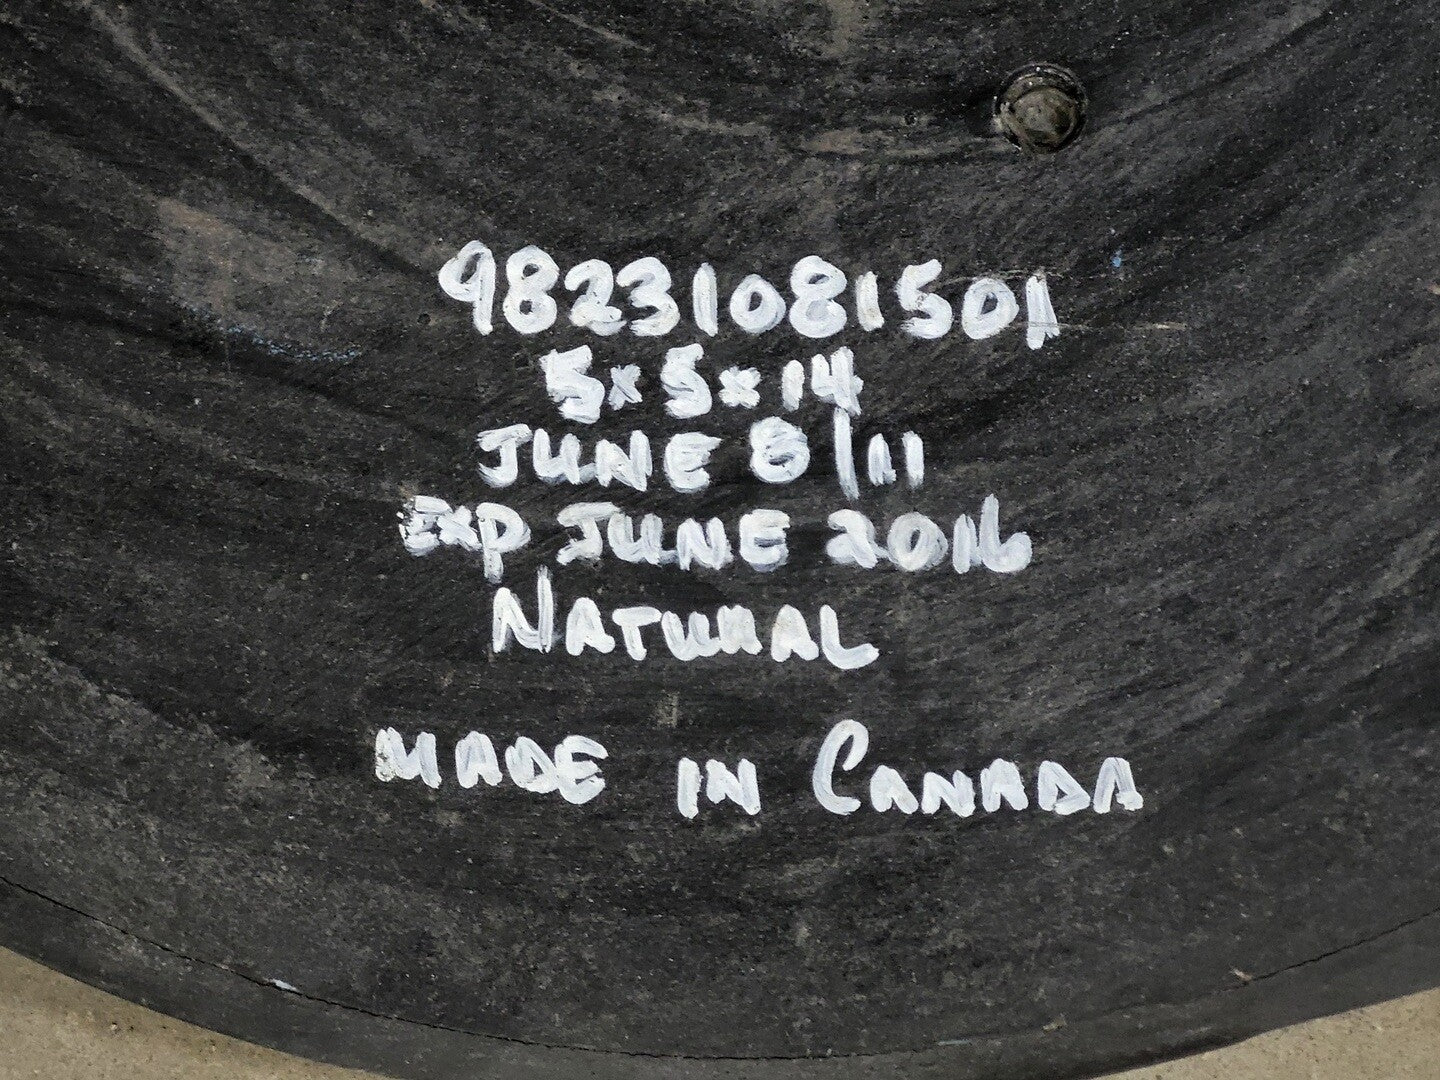 98231081501
5x5x14
JUNE 8/11
Exp JUNE 2016
NATURAL
MADE IN CANADA